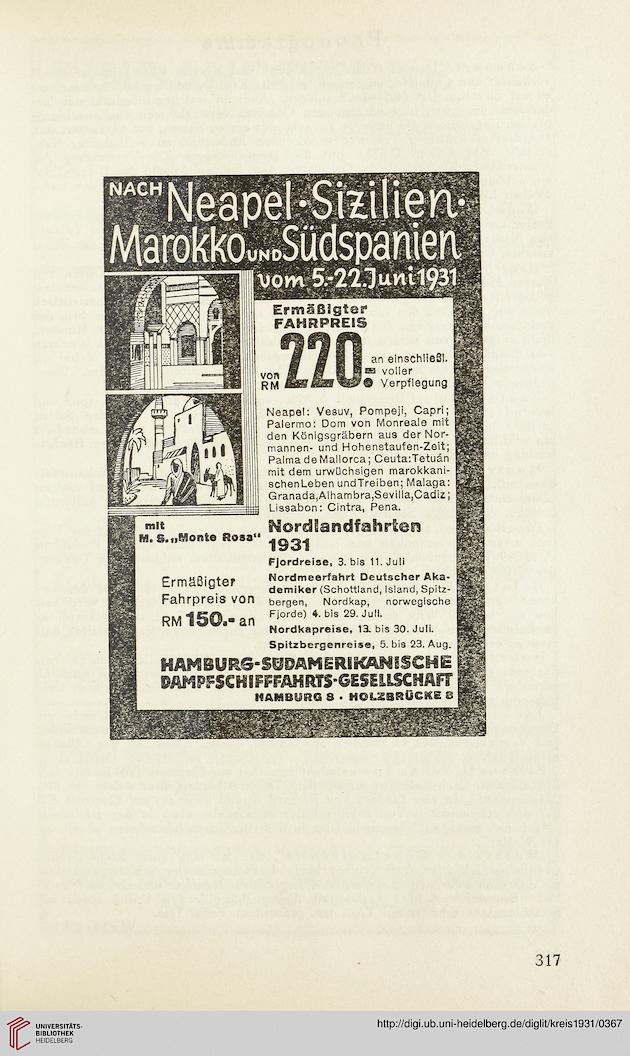 NACH Neapel·Sizilien·
Marokko UND Südspanien
vom 5.-22. Juni 1931
Ermäßigter
FAHRPREIS
von RM 220.= an einschließl. voller Verpflegung
Neapel: Vesuv, Pompeji, Capri;
Palermo: Dom von Monreale mit
den Königsgräbern aus der Nor-
mannen- und Hohenstaufen-Zeit;
Palma de Mallorca; Ceuta:Tetuán
mit dem urwüchsigen marokkani-
schen Leben und Treiben; Malaga:
Granada, Alhambra, Sevilla, Cadiz;
Lissabon: Cintra, Pena.
mit
M. S. „Monte Rosa“
Ermäßigter
Fahrpreis von
RM 150.- an
Nordlandfahrten
1931
Fjordreise, 3. bis 11. Juli
Nordmeerfahrt Deutscher Aka-
demiker (Schottland, Island, Spitz-
bergen, Nordkap, norwegische
Fjorde) 4. bis 29. Juli.
Nordkapreise, 13. bis 30. Juli.
Spitzbergenreise, 5. bis 23. Aug.
HAMBURG-SÜDAMERIKANISCHE
DAMPFSCHIFFFAHRTS-GESELLSCHAFT
HAMBURG 8 · HOLZBRÜCKE 8
317
UNIVERSITÄTS-
BIBLIOTHEK
HEIDELBERG
http://digi.ub.uni-heidelberg.de/diglit/kreis1931/0367